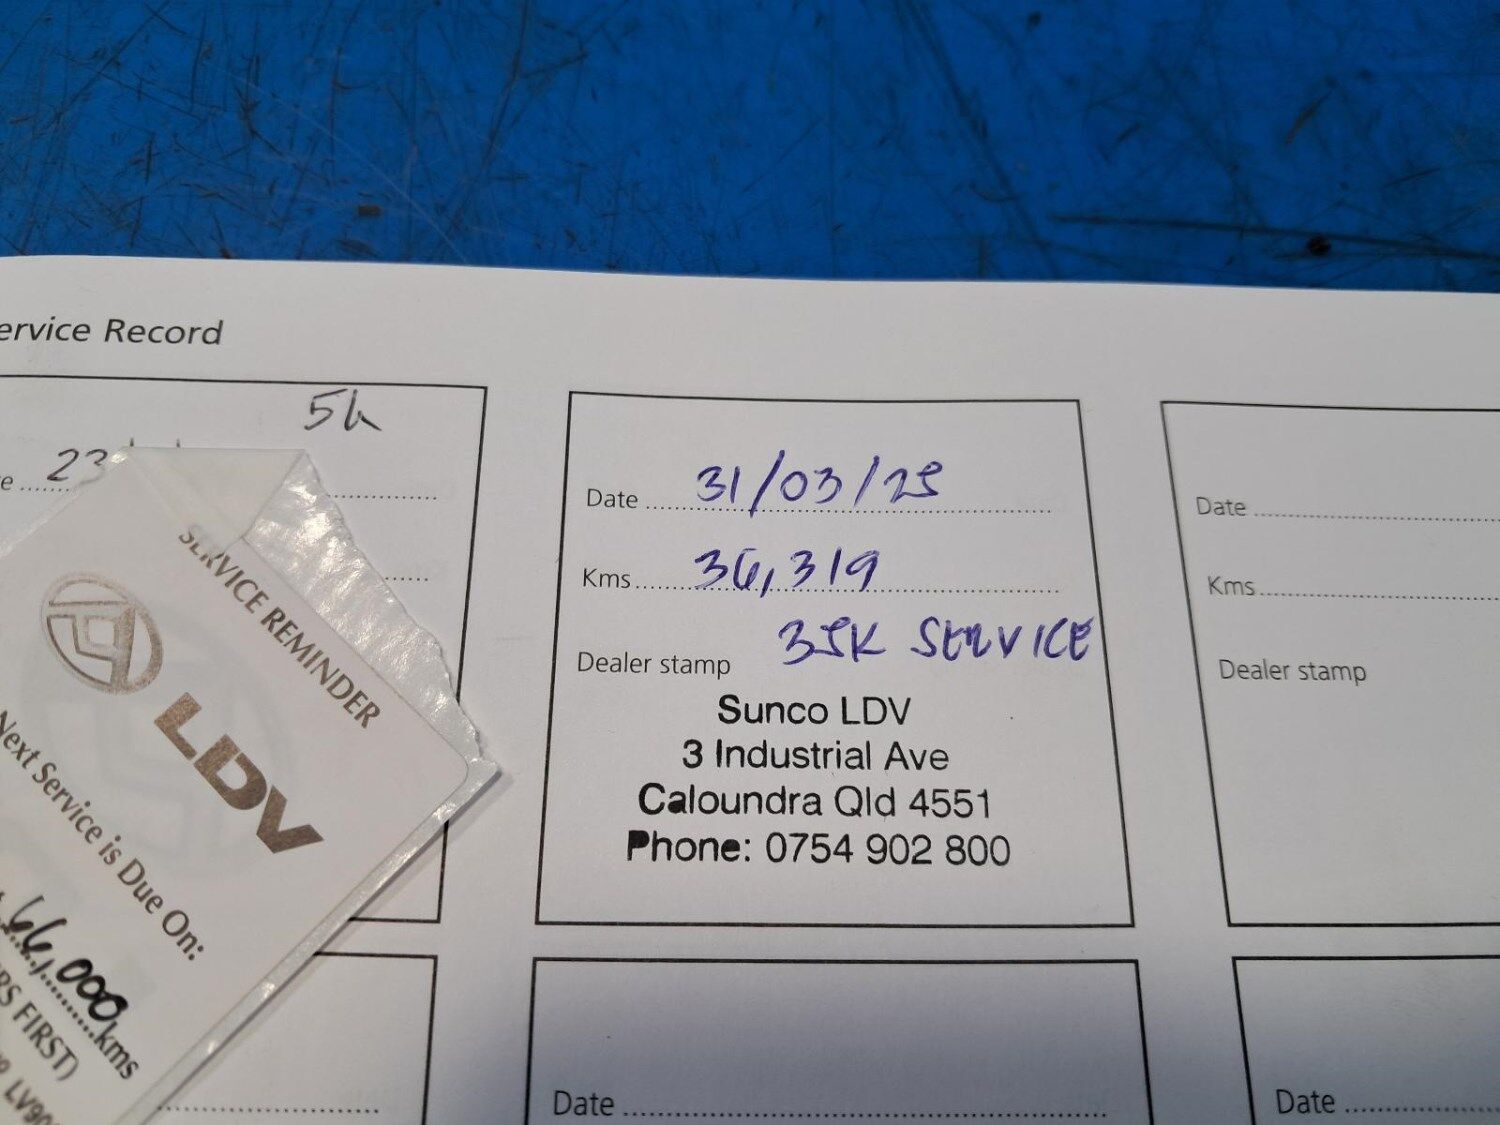 ervice Record
5k
e 23
SERVICE REMINDER
LDV
Next Service is Due On:
66,000 kms
RS FIRST)
Date 31/03/25
Kms 36,319
35K SERVICE
Dealer stamp
Sunco LDV
3 Industrial Ave
Caloundra Qld 4551
Phone: 0754 902 800
Date
Kms
Dealer stamp
Date
Date